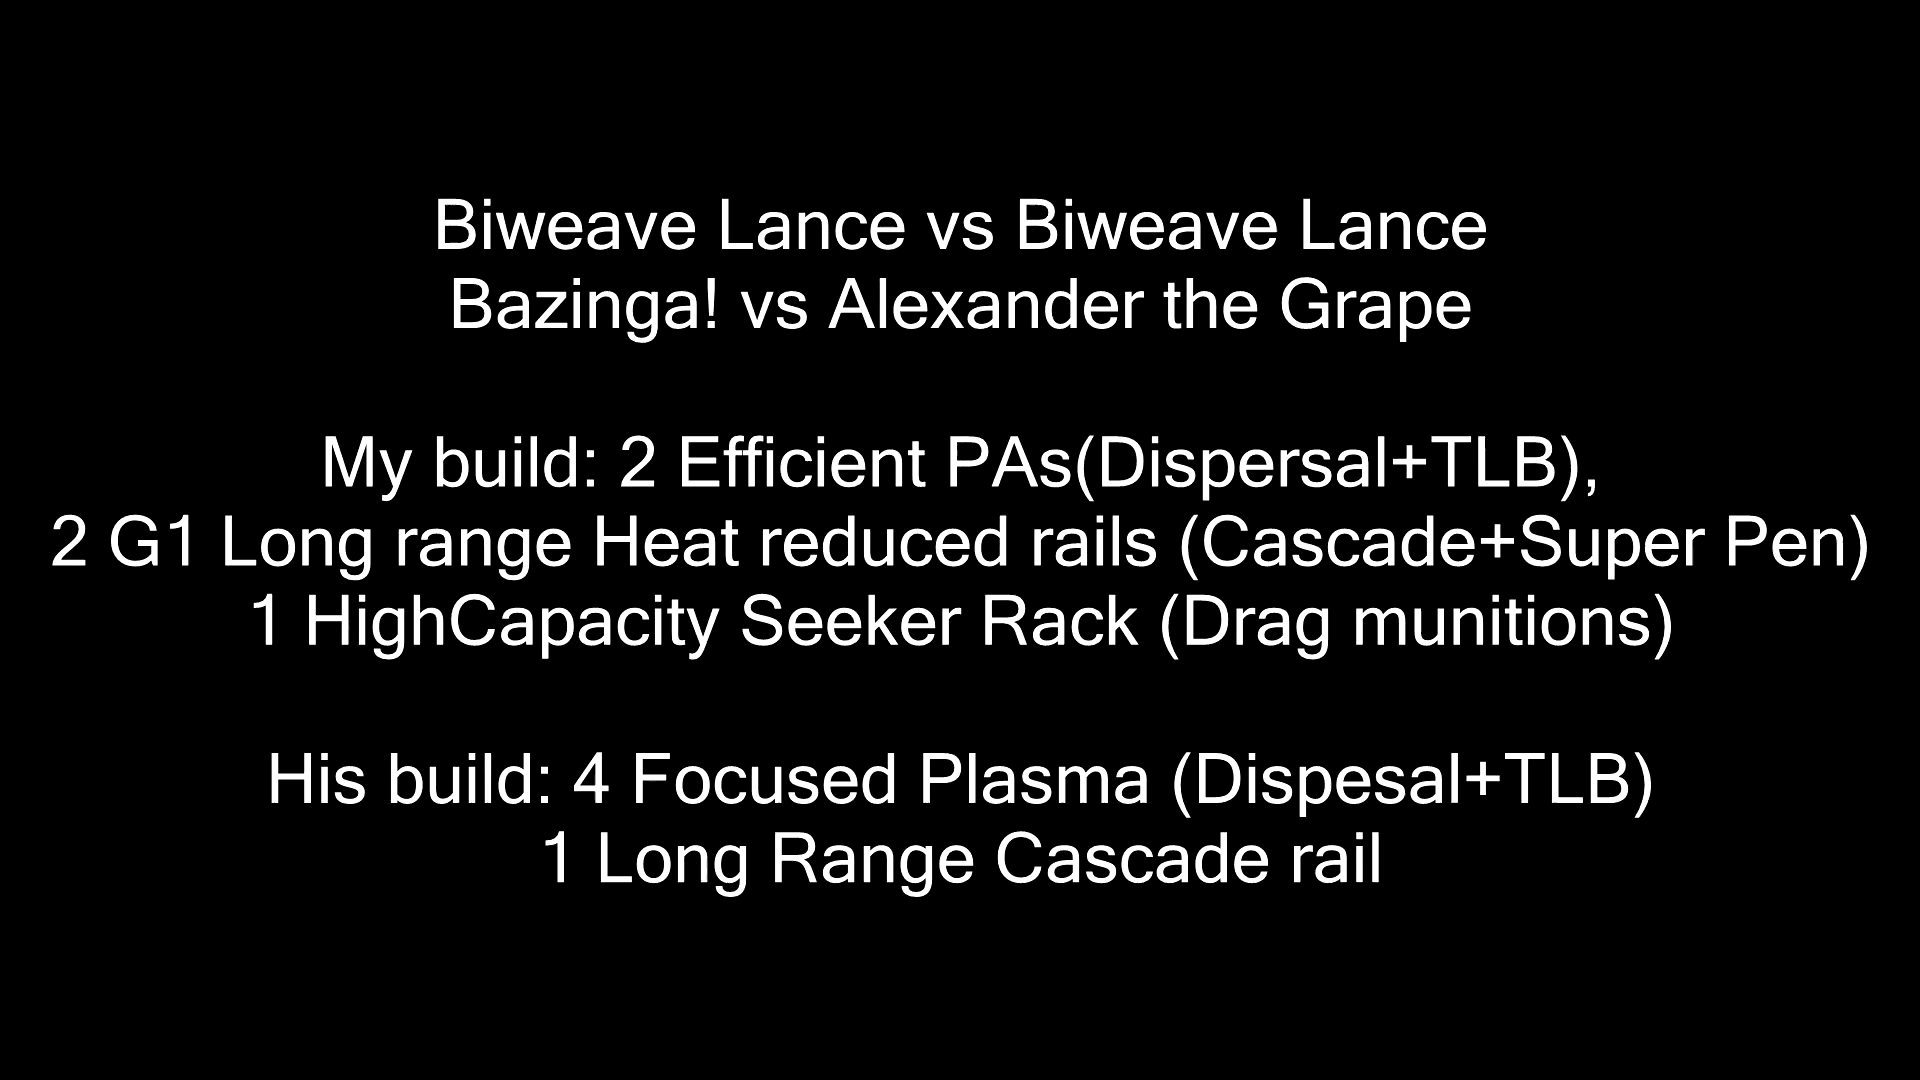 Biweave Lance vs Biweave Lance
Bazinga! vs Alexander the Grape
My build: 2 Efficient PAs(Dispersal+TLB),
2 G1 Long range Heat reduced rails (Cascade+Super Pen)
1 HighCapacity Seeker Rack (Drag munitions)
His build: 4 Focused Plasma (Dispesal+TLB)
1 Long Range Cascade rail